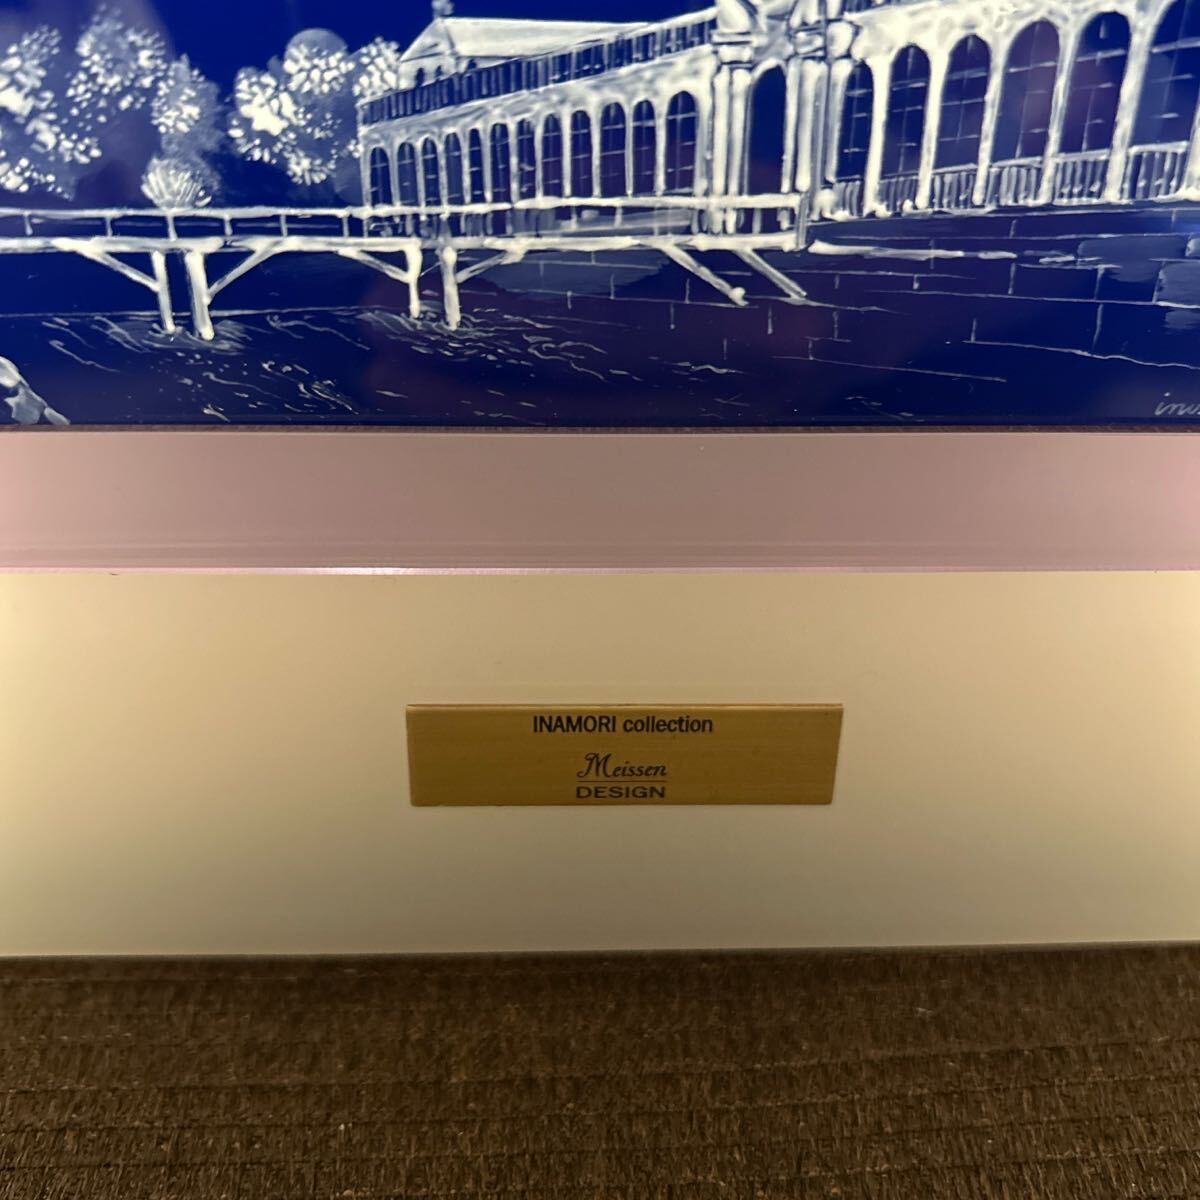 INAMORI collection
Meissen
DESIGN